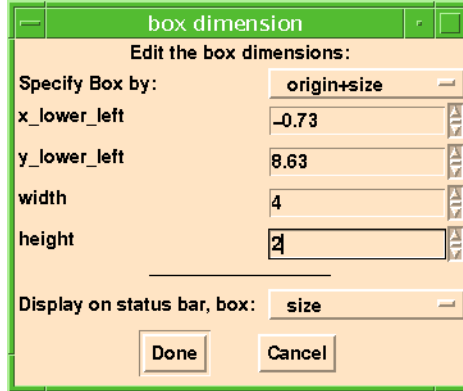 box dimension
Edit the box dimensions:
Specify Box by: origin+size
x_lower_left –0.73
y_lower_left 8.63
width 4
height 2
Display on status bar, box: size
Done Cancel